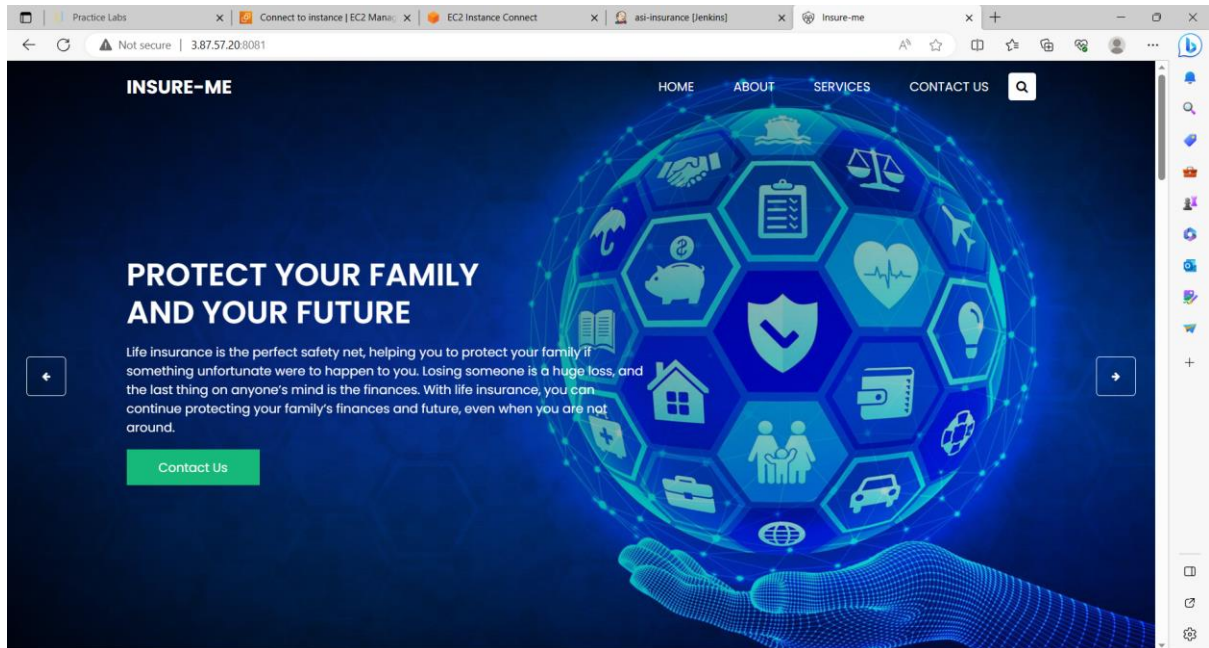 Practice Labs
Connect to instance | EC2 Manag
EC2 Instance Connect
asi-insurance [Jenkins]
Insure-me
Not secure
3.87.57.20:8081
INSURE-ME
HOME
ABOUT
SERVICES
CONTACT US
PROTECT YOUR FAMILY
AND YOUR FUTURE
Life insurance is the perfect safety net, helping you to protect your family if
something unfortunate were to happen to you. Losing someone is a huge loss, and
the last thing on anyone's mind is the finances. With life insurance, you can
continue protecting your family's finances and future, even when you are not
around.
Contact Us